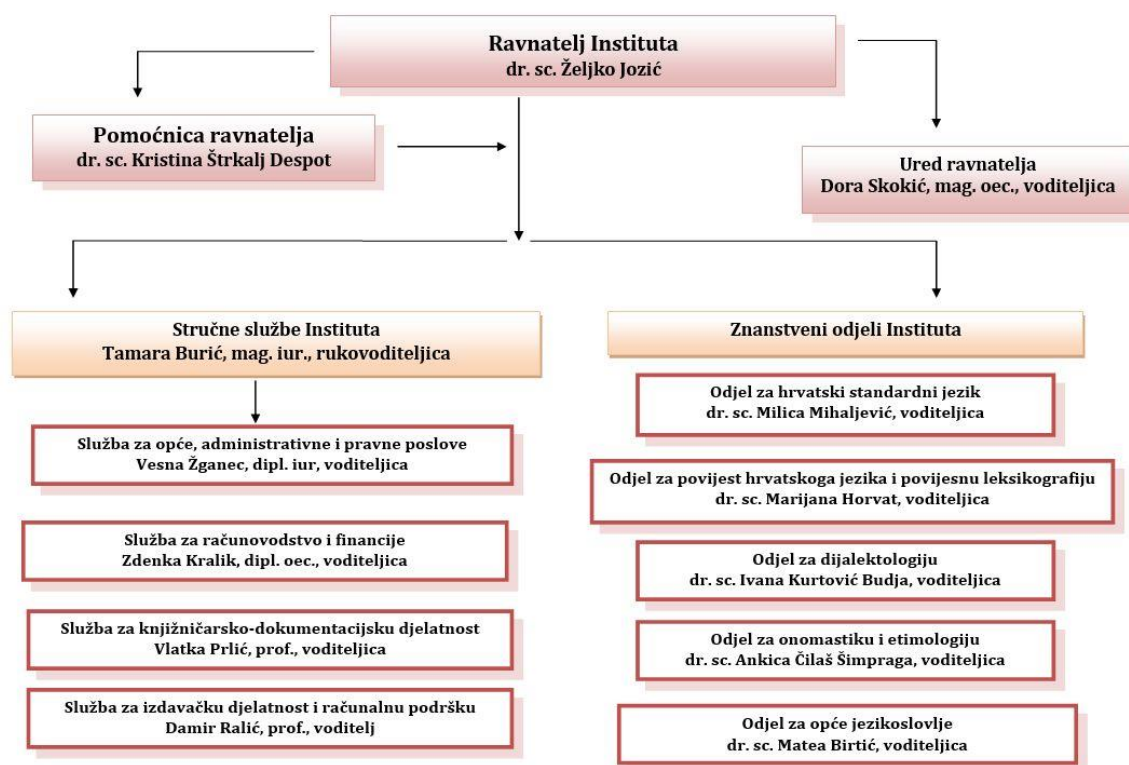 Ravnatelj Instituta
dr. sc. Željko Jozić
Pomoćnica ravnatelja
dr. sc. Kristina Štrkalj Despot
Ured ravnatelja
Dora Skokić, mag. oec., voditeljica
Stručne službe Instituta
Tamara Burić, mag. iur., rukovoditeljica
Služba za opće, administrativne i pravne poslove
Vesna Žganec, dipl. iur, voditeljica
Služba za računovodstvo i financije
Zdenka Kralik, dipl. oec., voditeljica
Služba za knjižničarsko-dokumentacijsku djelatnost
Vlatka Prlić, prof., voditeljica
Služba za izdavačku djelatnost i računalnu podršku
Damir Ralić, prof., voditelj
Znanstveni odjeli Instituta
Odjel za hrvatski standardni jezik
dr. sc. Milica Mihaljević, voditeljica
Odjel za povijest hrvatskoga jezika i povijesnu leksikografiju
dr. sc. Marijana Horvat, voditeljica
Odjel za dijalektologiju
dr. sc. Ivana Kurtović Budja, voditeljica
Odjel za onomastiku i etimologiju
dr. sc. Ankica Čilaš Šimpraga, voditeljica
Odjel za opće jezikoslovlje
dr. sc. Matea Birtić, voditeljica